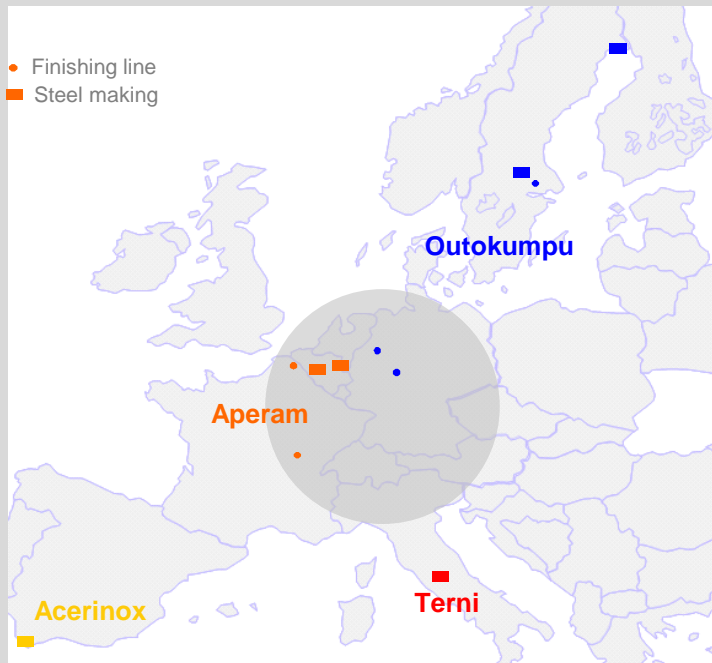 Finishing line
Steel making
Outokumpu
Aperam
Acerinox
Terni